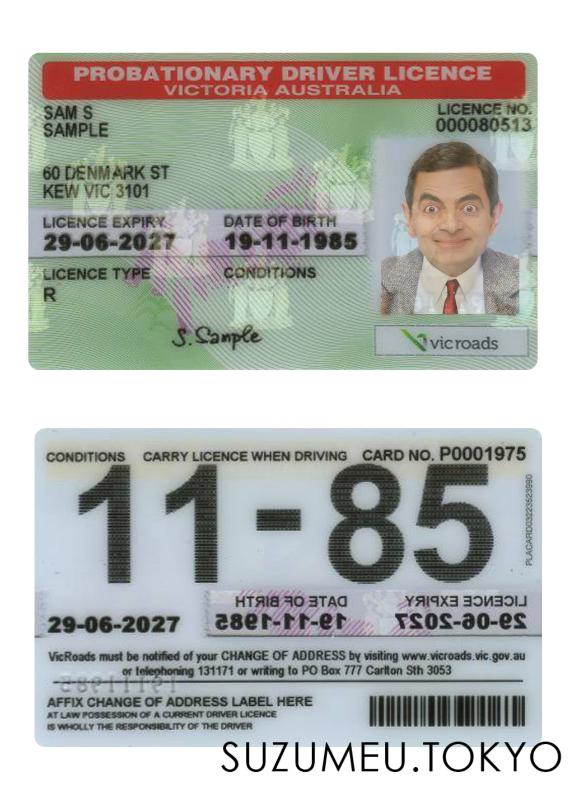 PROBATIONARY DRIVER LICENCE
VICTORIA AUSTRALIA
SAM S
SAMPLE
LICENCE NO.
000080513
60 DENMARK ST
KEW VIC 3101
LICENCE EXPIRY DATE OF BIRTH
29-06-2027 19-11-1985
LICENCE TYPE CONDITIONS
R
S. Sample
vic roads
CONDITIONS CARRY LICENCE WHEN DRIVING CARD NO. P0001975
11-85
PLACARD03223523990
DATE OF BIRTH LICENCE EXPIRY
29-06-2027 19-11-1985 29-06-2027
VicRoads must be notified of your CHANGE OF ADDRESS by visiting www.vicroads.vic.gov.au
or telephoning 131171 or writing to PO Box 777 Carlton Sth 3053
AFFIX CHANGE OF ADDRESS LABEL HERE
AT LAW POSSESSION OF A CURRENT DRIVER LICENCE
IS WHOLLY THE RESPONSIBILITY OF THE DRIVER
SUZUMEU.TOKYO